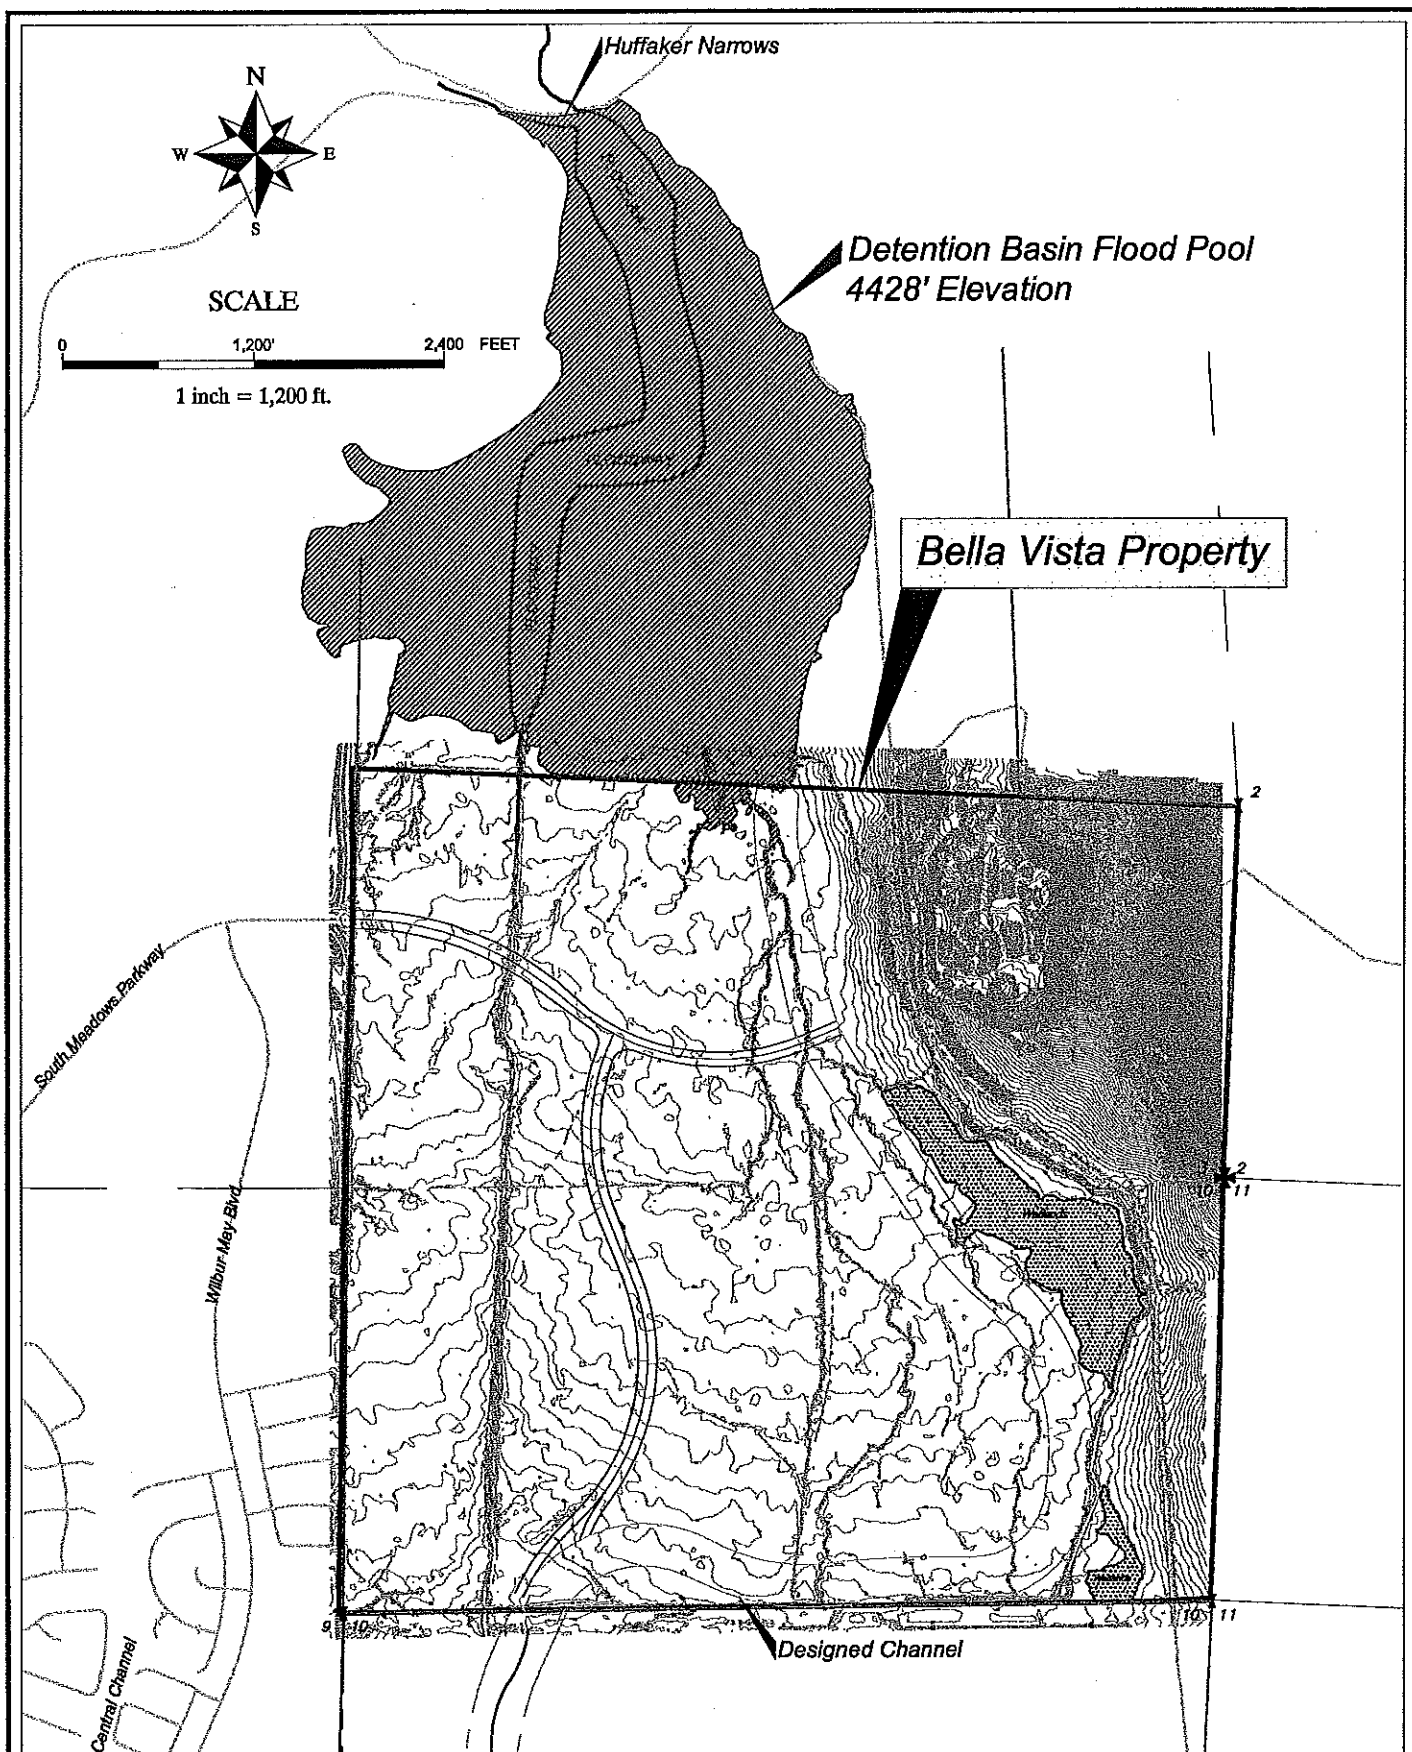 Huffaker Narrows
N
W
E
S
Detention Basin Flood Pool
4428' Elevation
SCALE
0 1,200' 2,400 FEET
1 inch = 1,200 ft.
FLOODWAY
Bella Vista Property
2
South Meadows Parkway
2
10 11
Wilbur May Blvd
9 10
10 11
Designed Channel
Central Channel